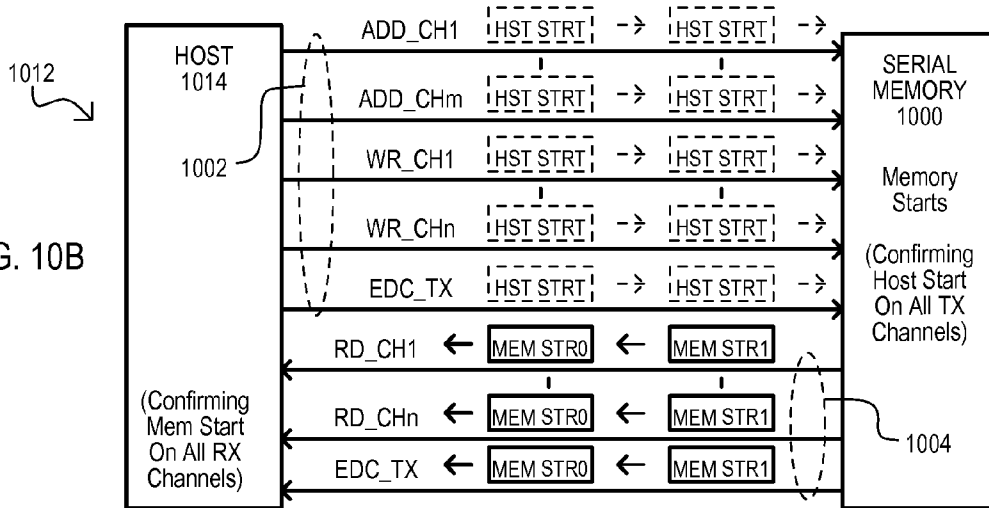 1012
G. 10B
HOST
1014
1002
(Confirming
Mem Start
On All RX
Channels)
ADD_CH1 HST STRT HST STRT
ADD_CHm HST STRT HST STRT
WR_CH1 HST STRT HST STRT
WR_CHn HST STRT HST STRT
EDC_TX HST STRT HST STRT
RD_CH1 MEM STR0 MEM STR1
RD_CHn MEM STR0 MEM STR1
EDC_TX MEM STR0 MEM STR1
SERIAL
MEMORY
1000
Memory
Starts
(Confirming
Host Start
On All TX
Channels)
1004